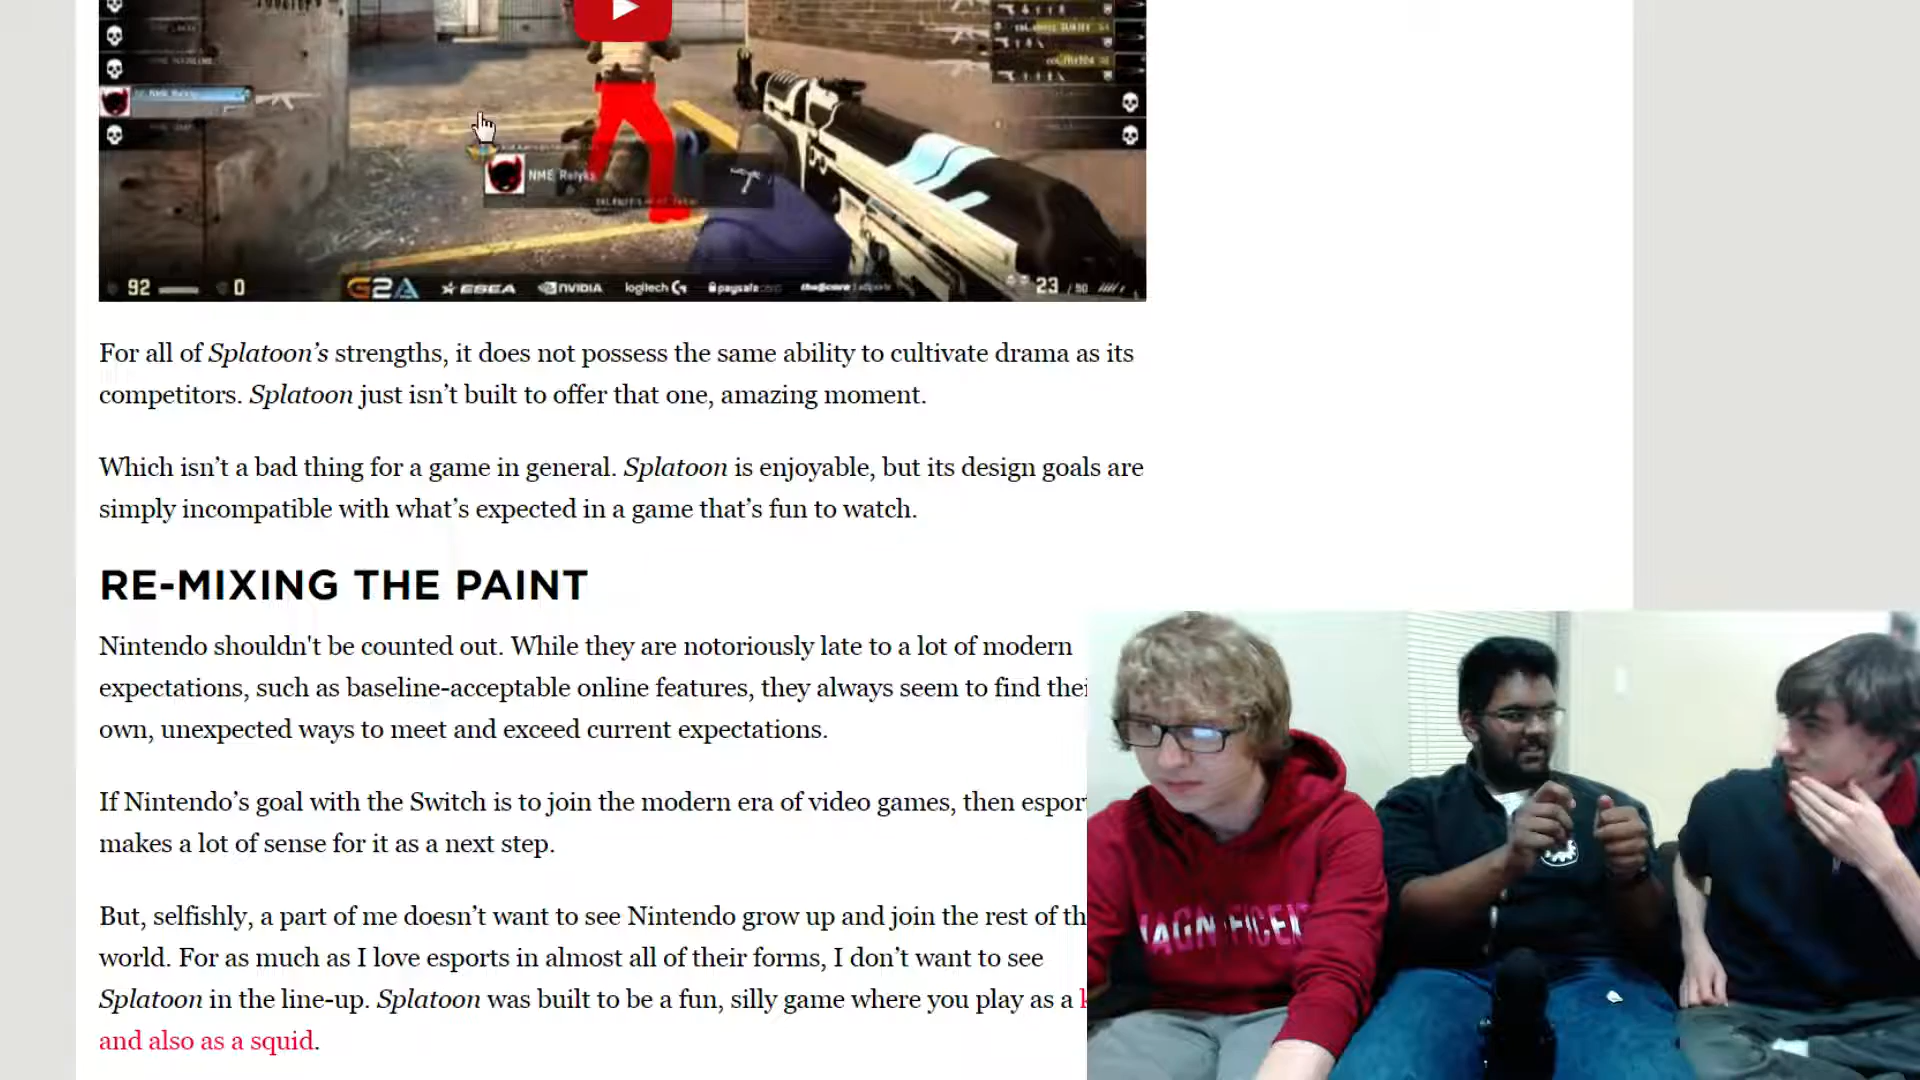 NME Relyks
92
0
G2A
ESEA
NVIDIA
logitech G
paysafecard
23
For all of Splatoon’s strengths, it does not possess the same ability to cultivate drama as its
competitors. Splatoon just isn’t built to offer that one, amazing moment.
Which isn’t a bad thing for a game in general. Splatoon is enjoyable, but its design goals are
simply incompatible with what’s expected in a game that’s fun to watch.
RE-MIXING THE PAINT
Nintendo shouldn't be counted out. While they are notoriously late to a lot of modern
expectations, such as baseline-acceptable online features, they always seem to find thei
own, unexpected ways to meet and exceed current expectations.
If Nintendo’s goal with the Switch is to join the modern era of video games, then espor
makes a lot of sense for it as a next step.
But, selfishly, a part of me doesn’t want to see Nintendo grow up and join the rest of th
world. For as much as I love esports in almost all of their forms, I don’t want to see
Splatoon in the line-up. Splatoon was built to be a fun, silly game where you play as a k
and also as a squid.